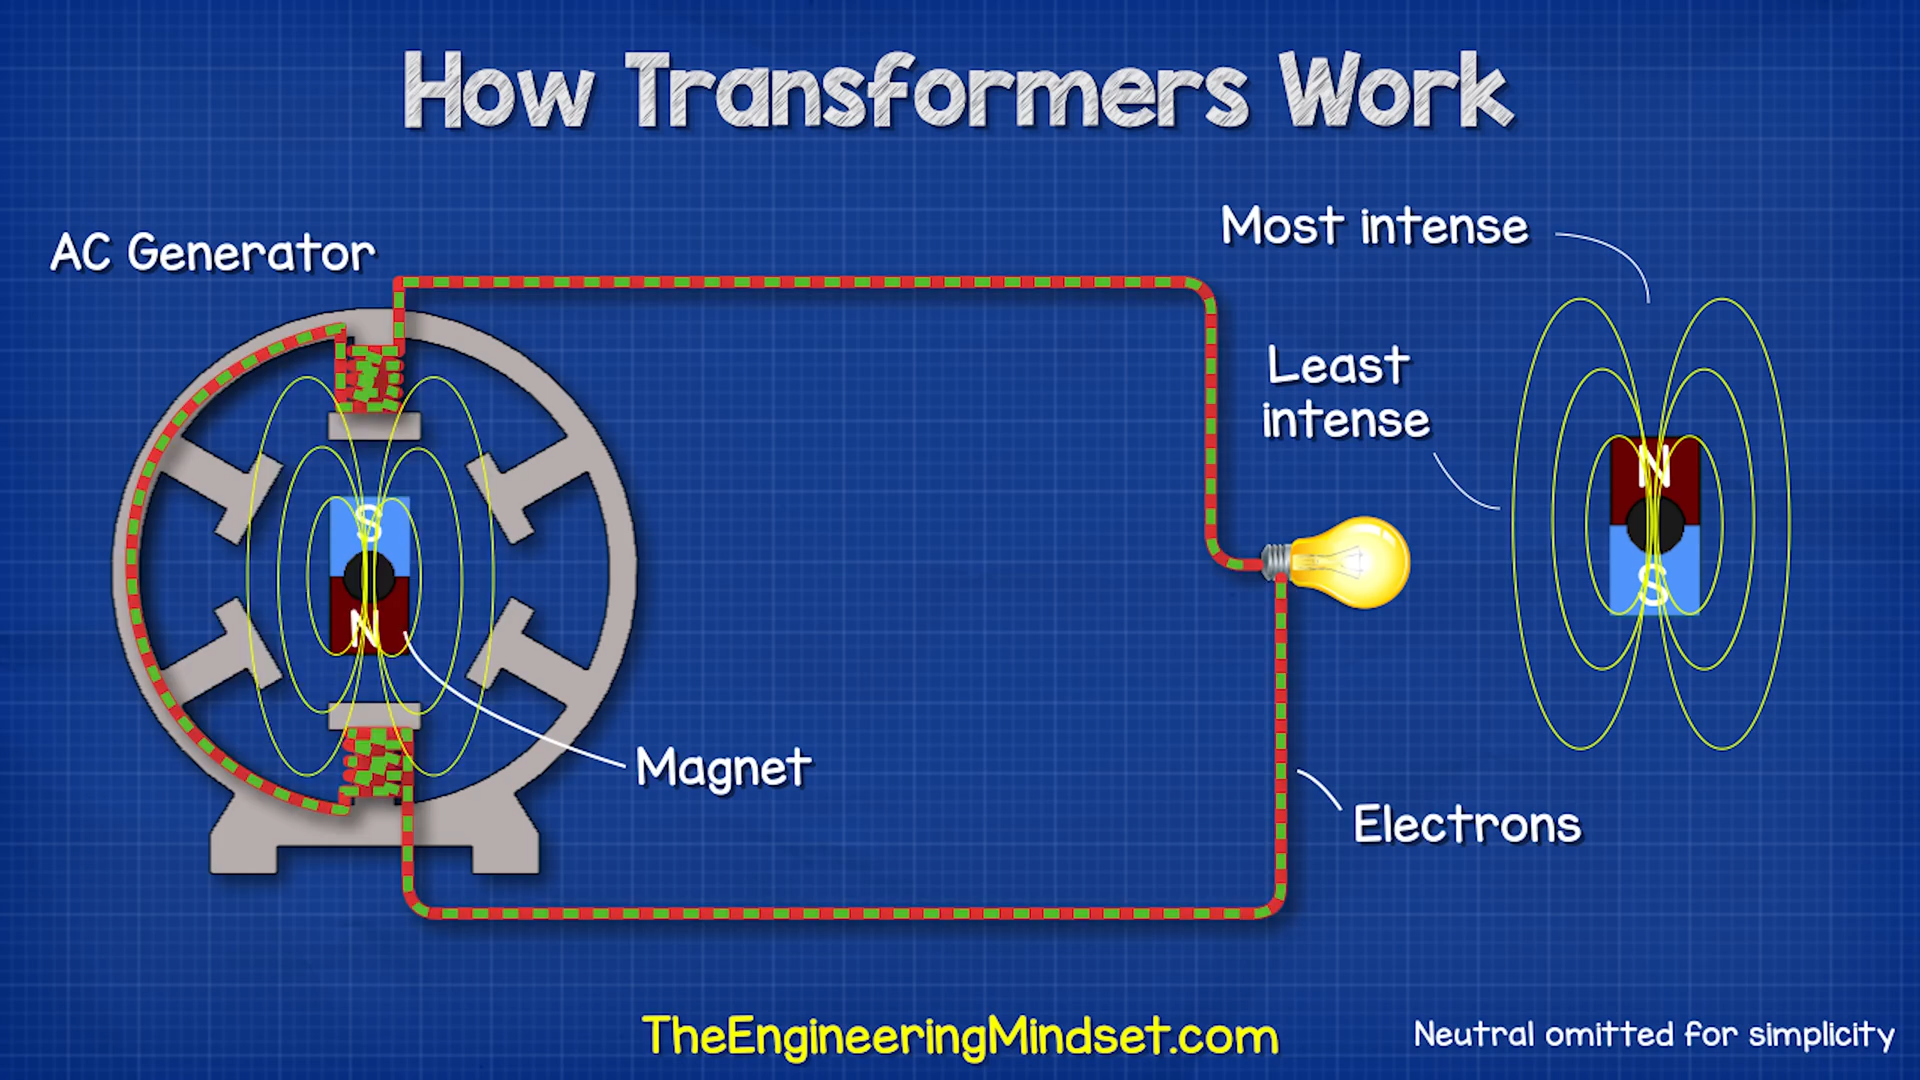 How Transformers Work
AC Generator
Most intense
Least
intense
N
S
S
N
Magnet
Electrons
TheEngineeringMindset.com
Neutral omitted for simplicity